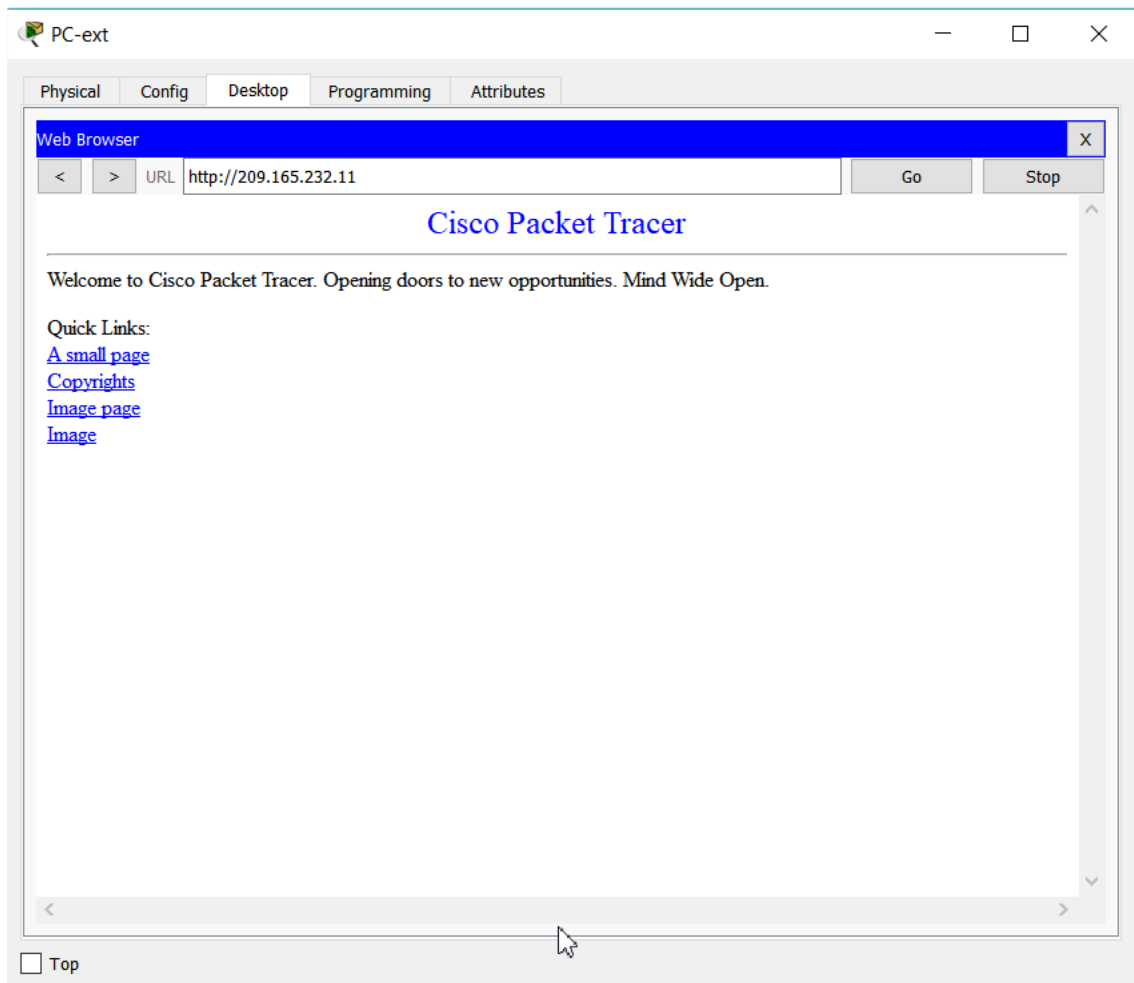 PC-ext
Physical Config Desktop Programming Attributes
Web Browser X
< > URL http://209.165.232.11 Go Stop
Cisco Packet Tracer
Welcome to Cisco Packet Tracer. Opening doors to new opportunities. Mind Wide Open.
Quick Links:
A small page
Copyrights
Image page
Image
Top